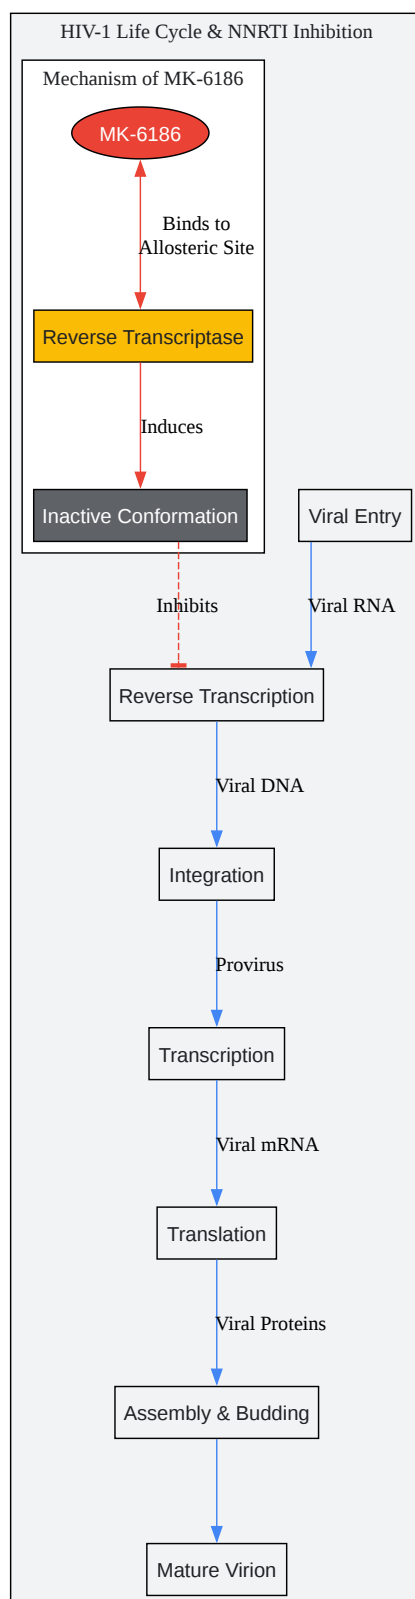 HIV-1 Life Cycle & NNRTI Inhibition
Mechanism of MK-6186
MK-6186
Binds to
Allosteric Site
Reverse Transcriptase
Induces
Inactive Conformation
Viral Entry
Inhibits
Viral RNA
Reverse Transcription
Viral DNA
Integration
Provirus
Transcription
Viral mRNA
Translation
Viral Proteins
Assembly & Budding
Mature Virion